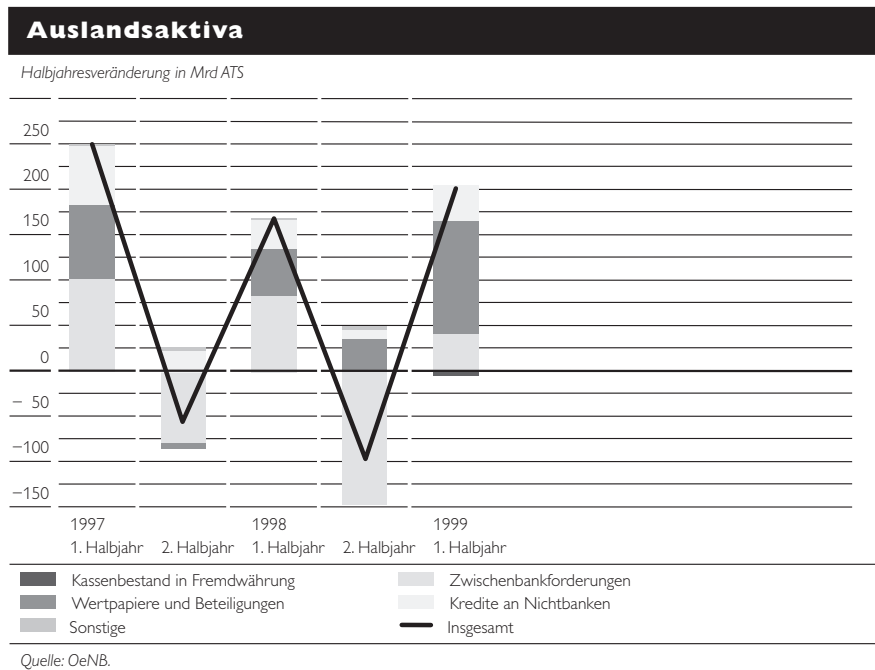 Auslandsaktiva
Halbjahresveränderung in Mrd ATS
250
200
150
100
50
0
– 50
–100
–150
1997 1998 1999
1. Halbjahr 2. Halbjahr 1. Halbjahr 2. Halbjahr 1. Halbjahr
Kassenbestand in Fremdwährung Zwischenbankforderungen
Wertpapiere und Beteiligungen Kredite an Nichtbanken
Sonstige Insgesamt
Quelle: OeNB.